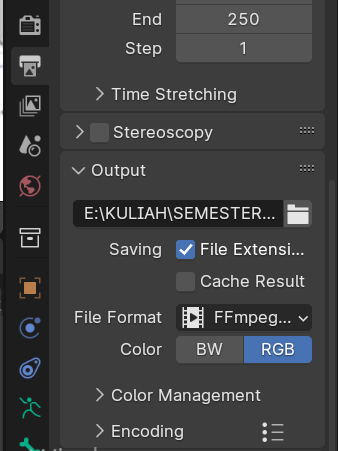 End 250
Step 1
Time Stretching
Stereoscopy
Output
E:\KULIAH\SEMESTER...
Saving File Extensi...
Cache Result
File Format FFmpeg...
Color BW RGB
Color Management
Encoding